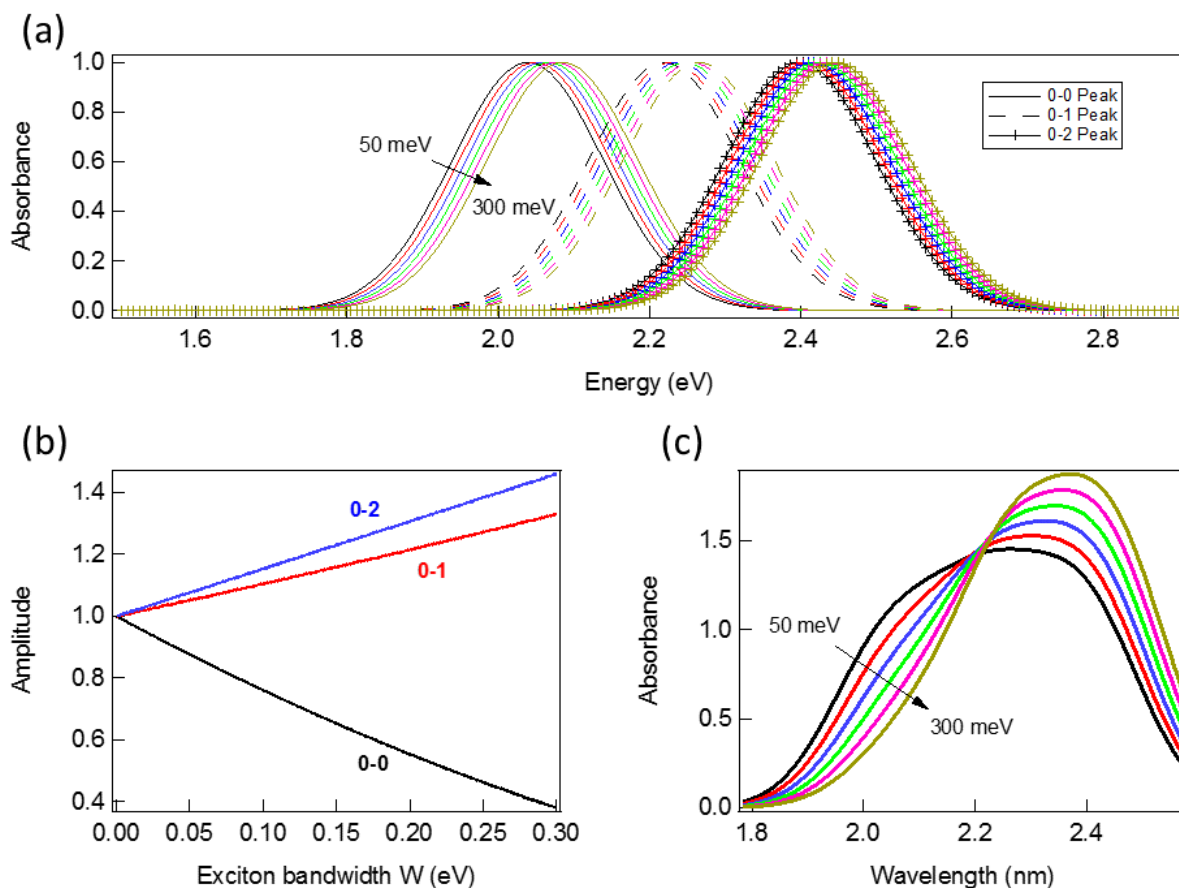 (a)
Absorbance
1.0
0.8
0.6
0.4
0.2
0.0
50 meV
300 meV
0-0 Peak
0-1 Peak
0-2 Peak
1.6
1.8
2.0
2.2
2.4
2.6
2.8
Energy (eV)
(b)
Amplitude
1.4
1.2
1.0
0.8
0.6
0.4
0-2
0-1
0-0
0.00
0.05
0.10
0.15
0.20
0.25
0.30
Exciton bandwidth W (eV)
(c)
Absorbance
1.5
1.0
0.5
0.0
50 meV
300 meV
1.8
2.0
2.2
2.4
Wavelength (nm)